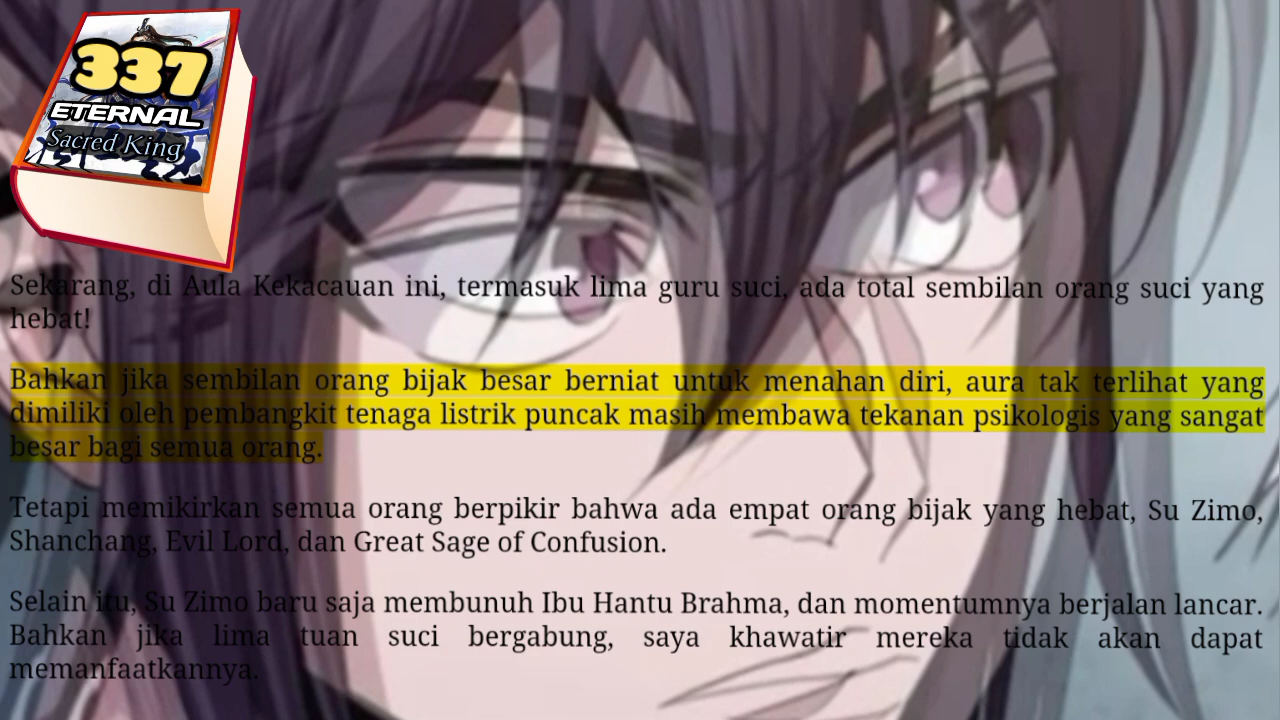 337
ETERNAL
Sacred King
Sekarang, di Aula Kekacauan ini, termasuk lima guru suci, ada total sembilan orang suci yang
hebat!
Bahkan jika sembilan orang bijak besar berniat untuk menahan diri, aura tak terlihat yang
dimiliki oleh pembangkit tenaga listrik puncak masih membawa tekanan psikologis yang sangat
besar bagi semua orang.
Tetapi memikirkan semua orang berpikir bahwa ada empat orang bijak yang hebat, Su Zimo,
Shanchang, Evil Lord, dan Great Sage of Confusion.
Selain itu, Su Zimo baru saja membunuh Ibu Hantu Brahma, dan momentumnya berjalan lancar.
Bahkan jika lima tuan suci bergabung, saya khawatir mereka tidak akan dapat
memanfaatkannya.